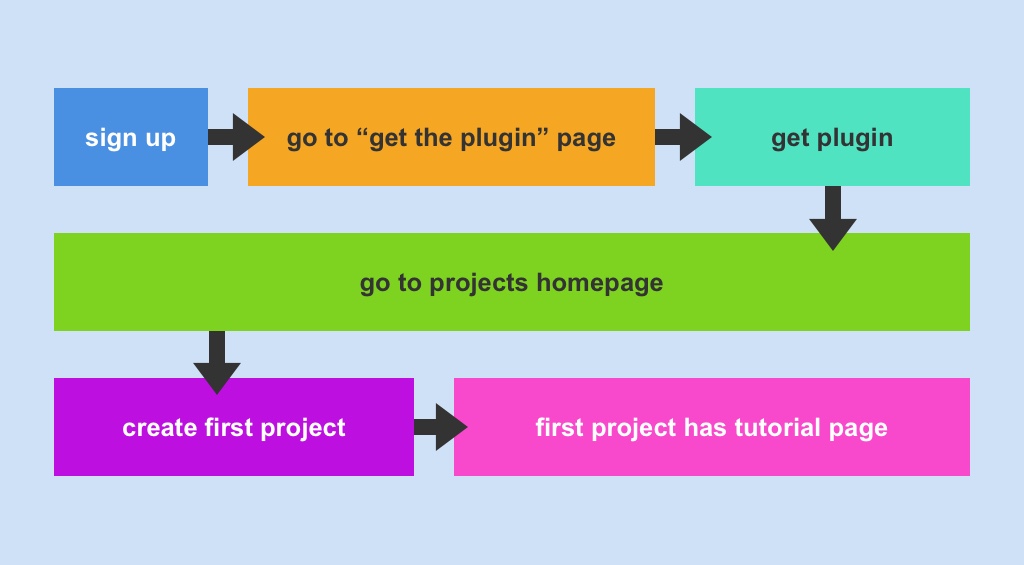 sign up
go to “get the plugin” page
get plugin
go to projects homepage
create first project
first project has tutorial page